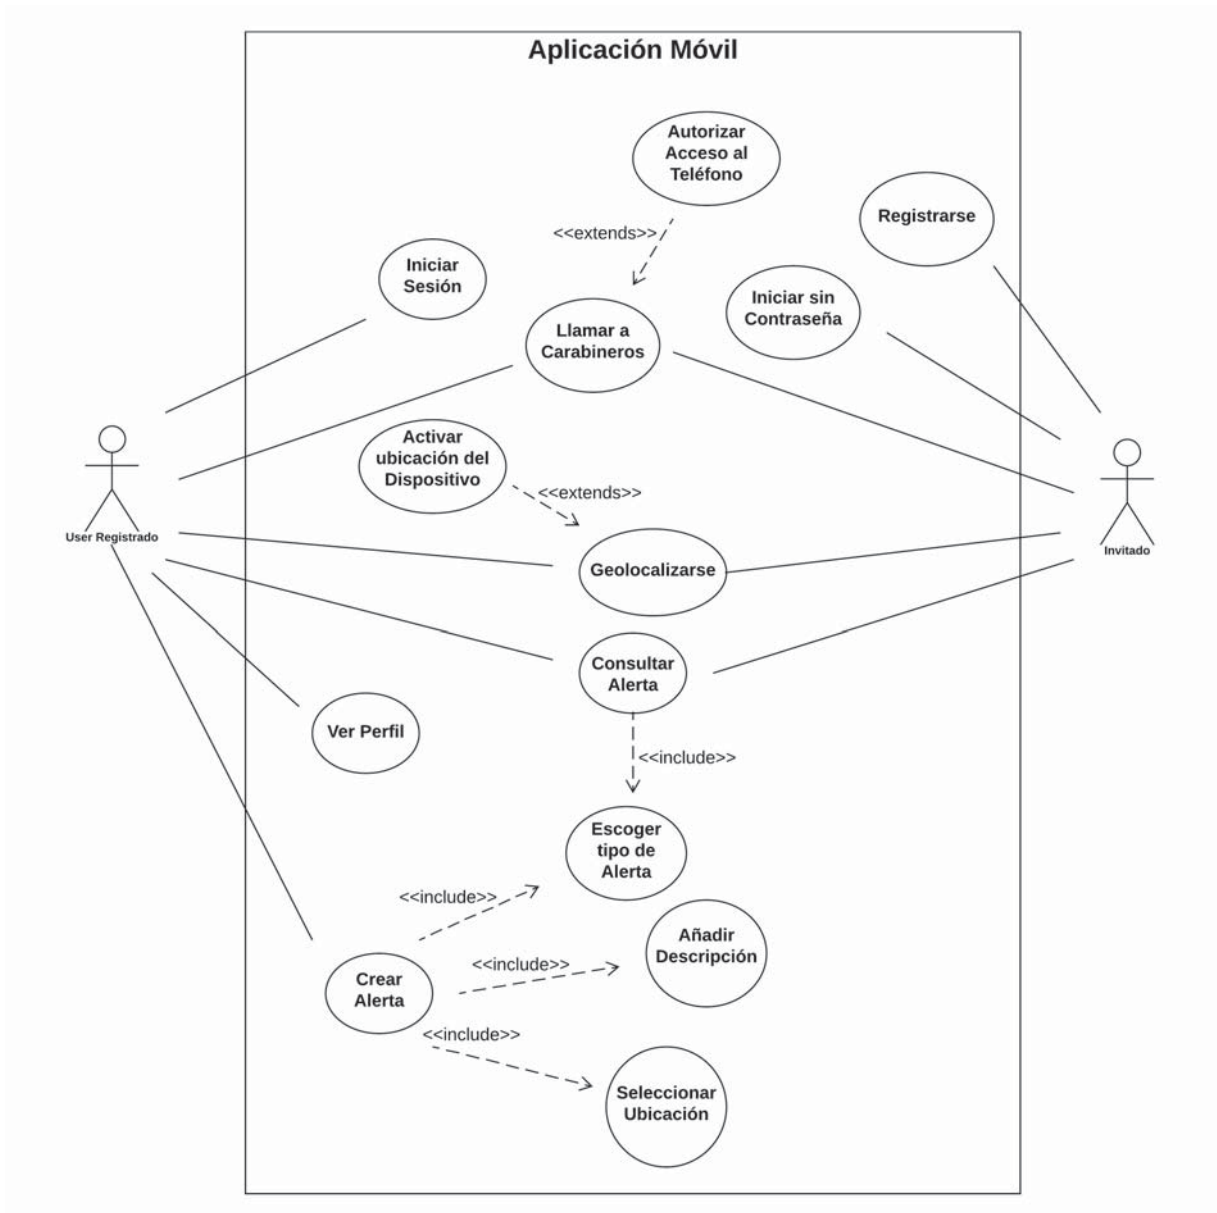 Aplicación Móvil
Autorizar
Acceso al
Teléfono
Registrarse
<<extends>>
Iniciar
Sesión
Iniciar sin
Contraseña
Llamar a
Carabineros
Activar
ubicación del
Dispositivo
<<extends>>
User Registrado
Invitado
Geolocalizarse
Consultar
Alerta
Ver Perfil
<<include>>
Escoger
tipo de
Alerta
<<include>>
Añadir
Descripción
<<include>>
Crear
Alerta
<<include>>
Seleccionar
Ubicación